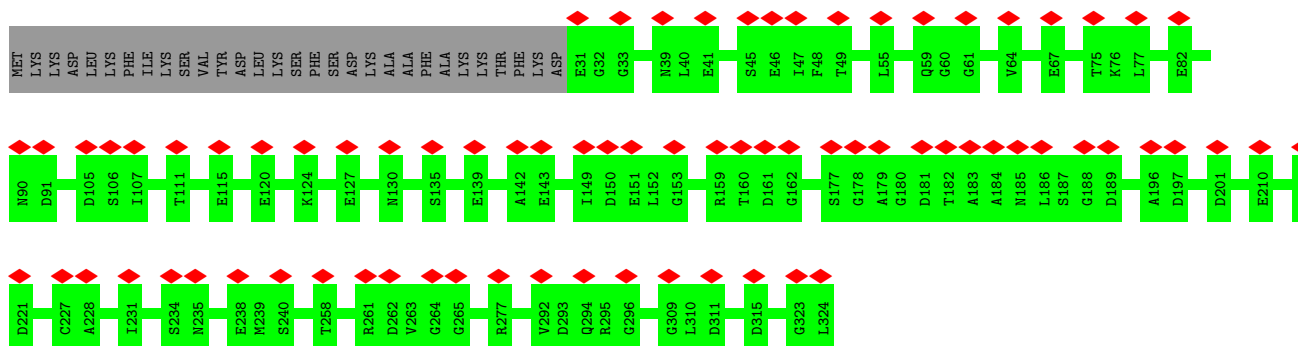 MET LYS LYS ASP LEU LYS PHE ILE LYS SER VAL TYR ASP LEU LYS SER PHE SER ASP LYS ALA ALA PHE ALA LYS LYS THR PHE LYS ASP E31 G32 G33 N39 L40 E41 S45 E46 I47 F48 T49 L55 Q59 G60 G61 V64 E67 T75 K76 L77 E82
N90 D91 D105 S106 I107 T111 E115 E120 K124 E127 N130 S135 E139 A142 E143 I149 D150 E151 L152 G153 R159 T160 D161 G162 S177 G178 A179 G180 D181 T182 A183 A184 N185 L186 S187 G188 D189 A196 D197 D201 E210
D221 C227 A228 I231 S234 N235 E238 M239 S240 T258 R261 D262 V263 G264 G265 R277 V292 D293 Q294 R295 G296 G309 L310 D311 D315 G323 L324